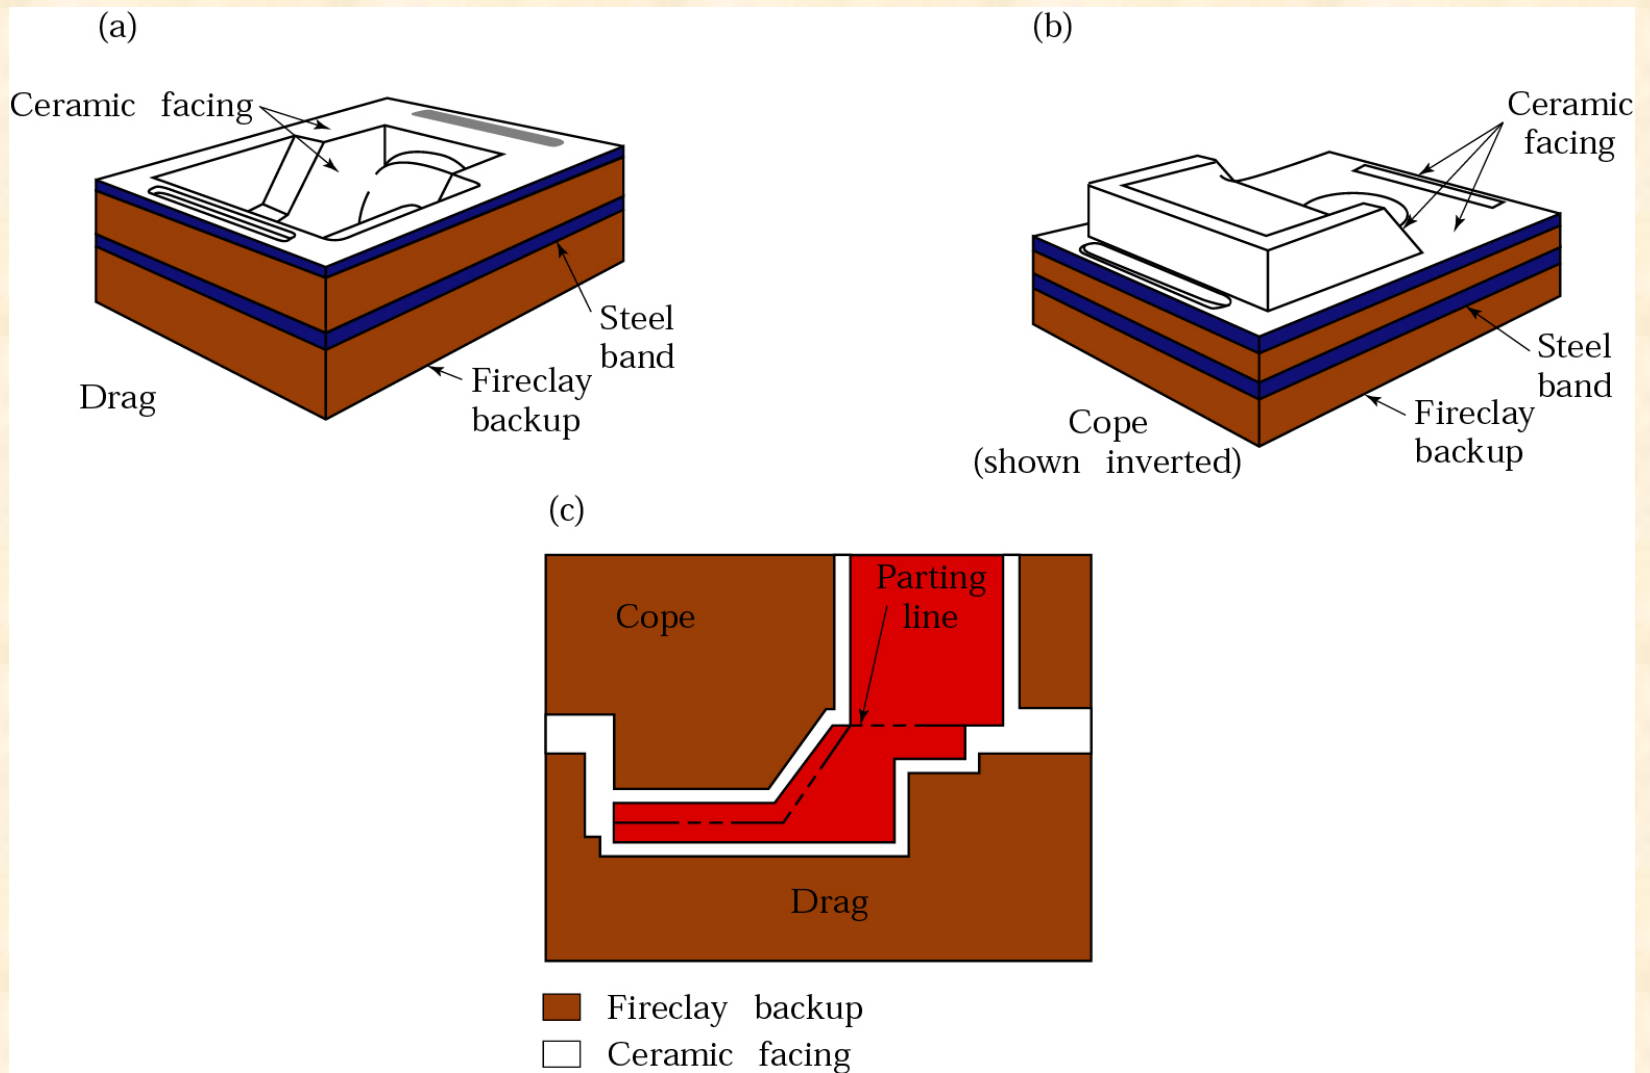 (a)
Ceramic facing
Steel
band
Fireclay
backup
Drag
(b)
Ceramic
facing
Steel
band
Fireclay
backup
Cope
(shown inverted)
(c)
Parting
line
Cope
Drag
Fireclay backup
Ceramic facing